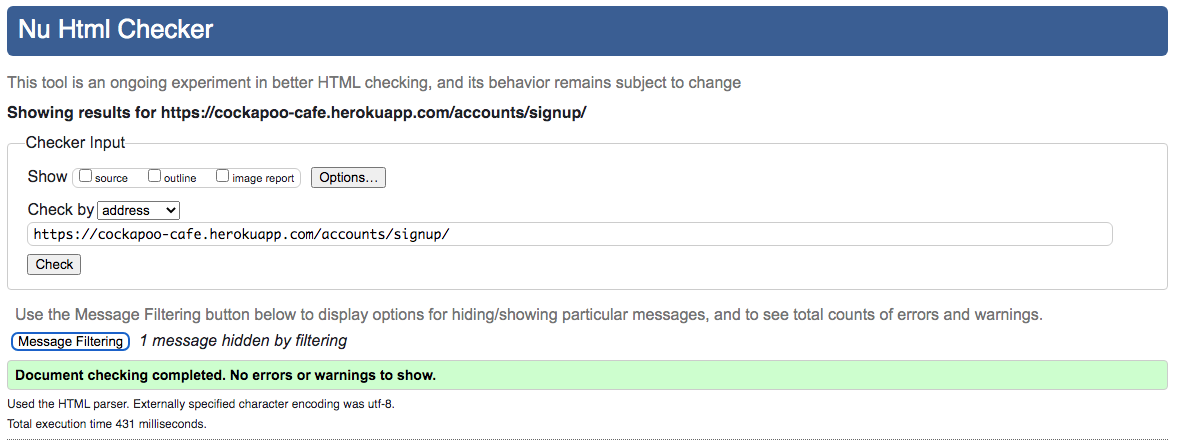 Nu Html Checker
This tool is an ongoing experiment in better HTML checking, and its behavior remains subject to change
Showing results for https://cockapoo-cafe.herokuapp.com/accounts/signup/
Checker Input
Show source outline image report Options...
Check by address
https://cockapoo-cafe.herokuapp.com/accounts/signup/
Check
Use the Message Filtering button below to display options for hiding/showing particular messages, and to see total counts of errors and warnings.
Message Filtering 1 message hidden by filtering
Document checking completed. No errors or warnings to show.
Used the HTML parser. Externally specified character encoding was utf-8.
Total execution time 431 milliseconds.